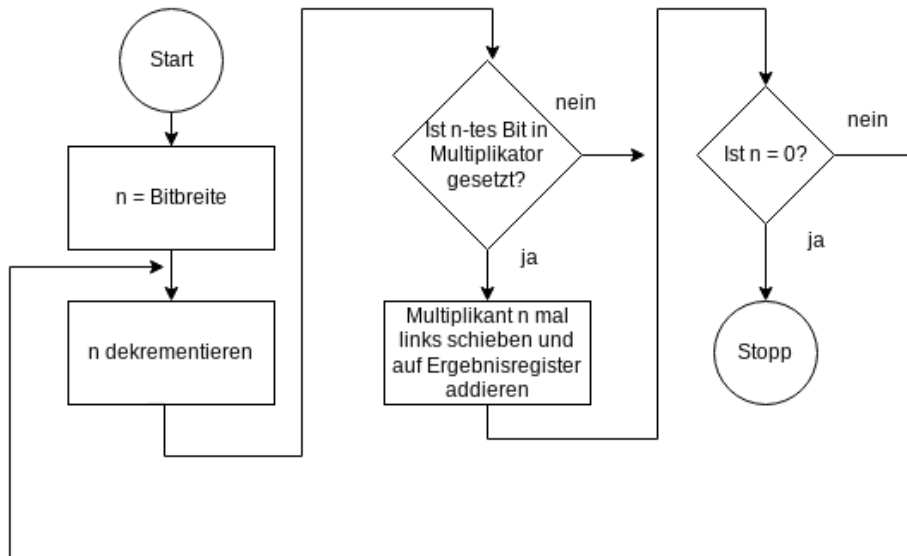 Start
n = Bitbreite
n dekrementieren
Ist n-tes Bit in
Multiplikator
gesetzt?
nein
ja
Multiplikant n mal
links schieben und
auf Ergebnisregister
addieren
Ist n = 0?
nein
ja
Stopp